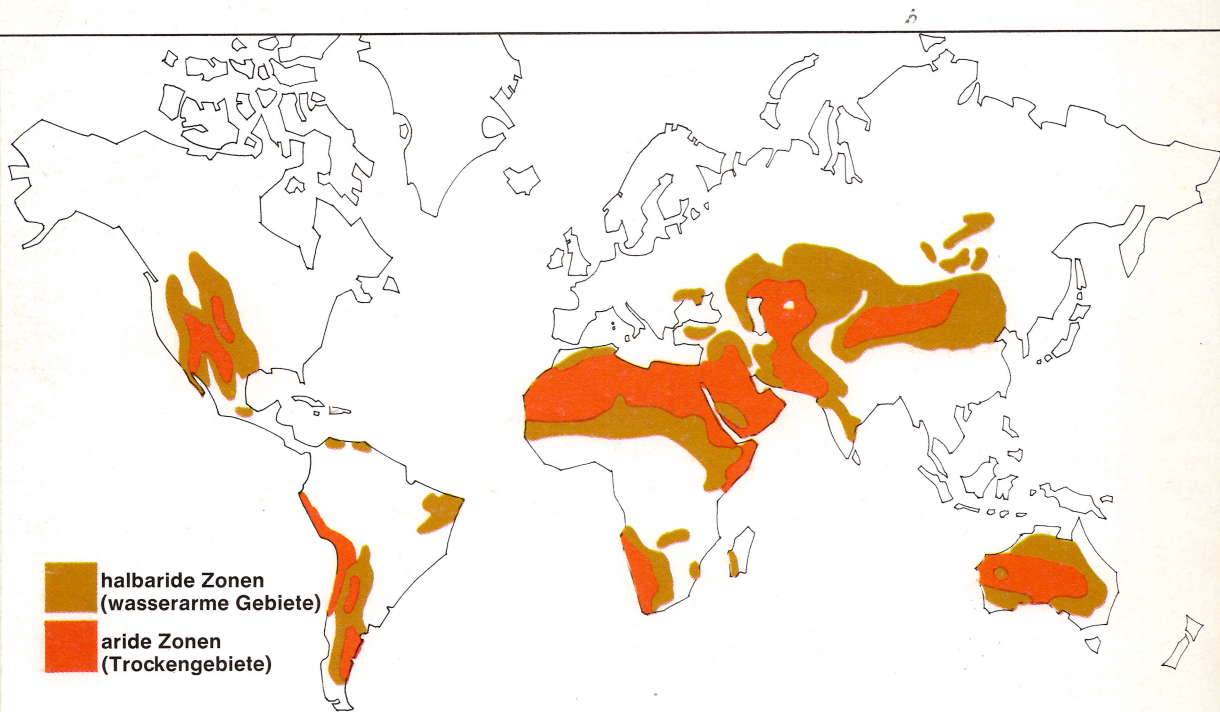 halbaride Zonen
(wasserarme Gebiete)
aride Zonen
(Trockengebiete)